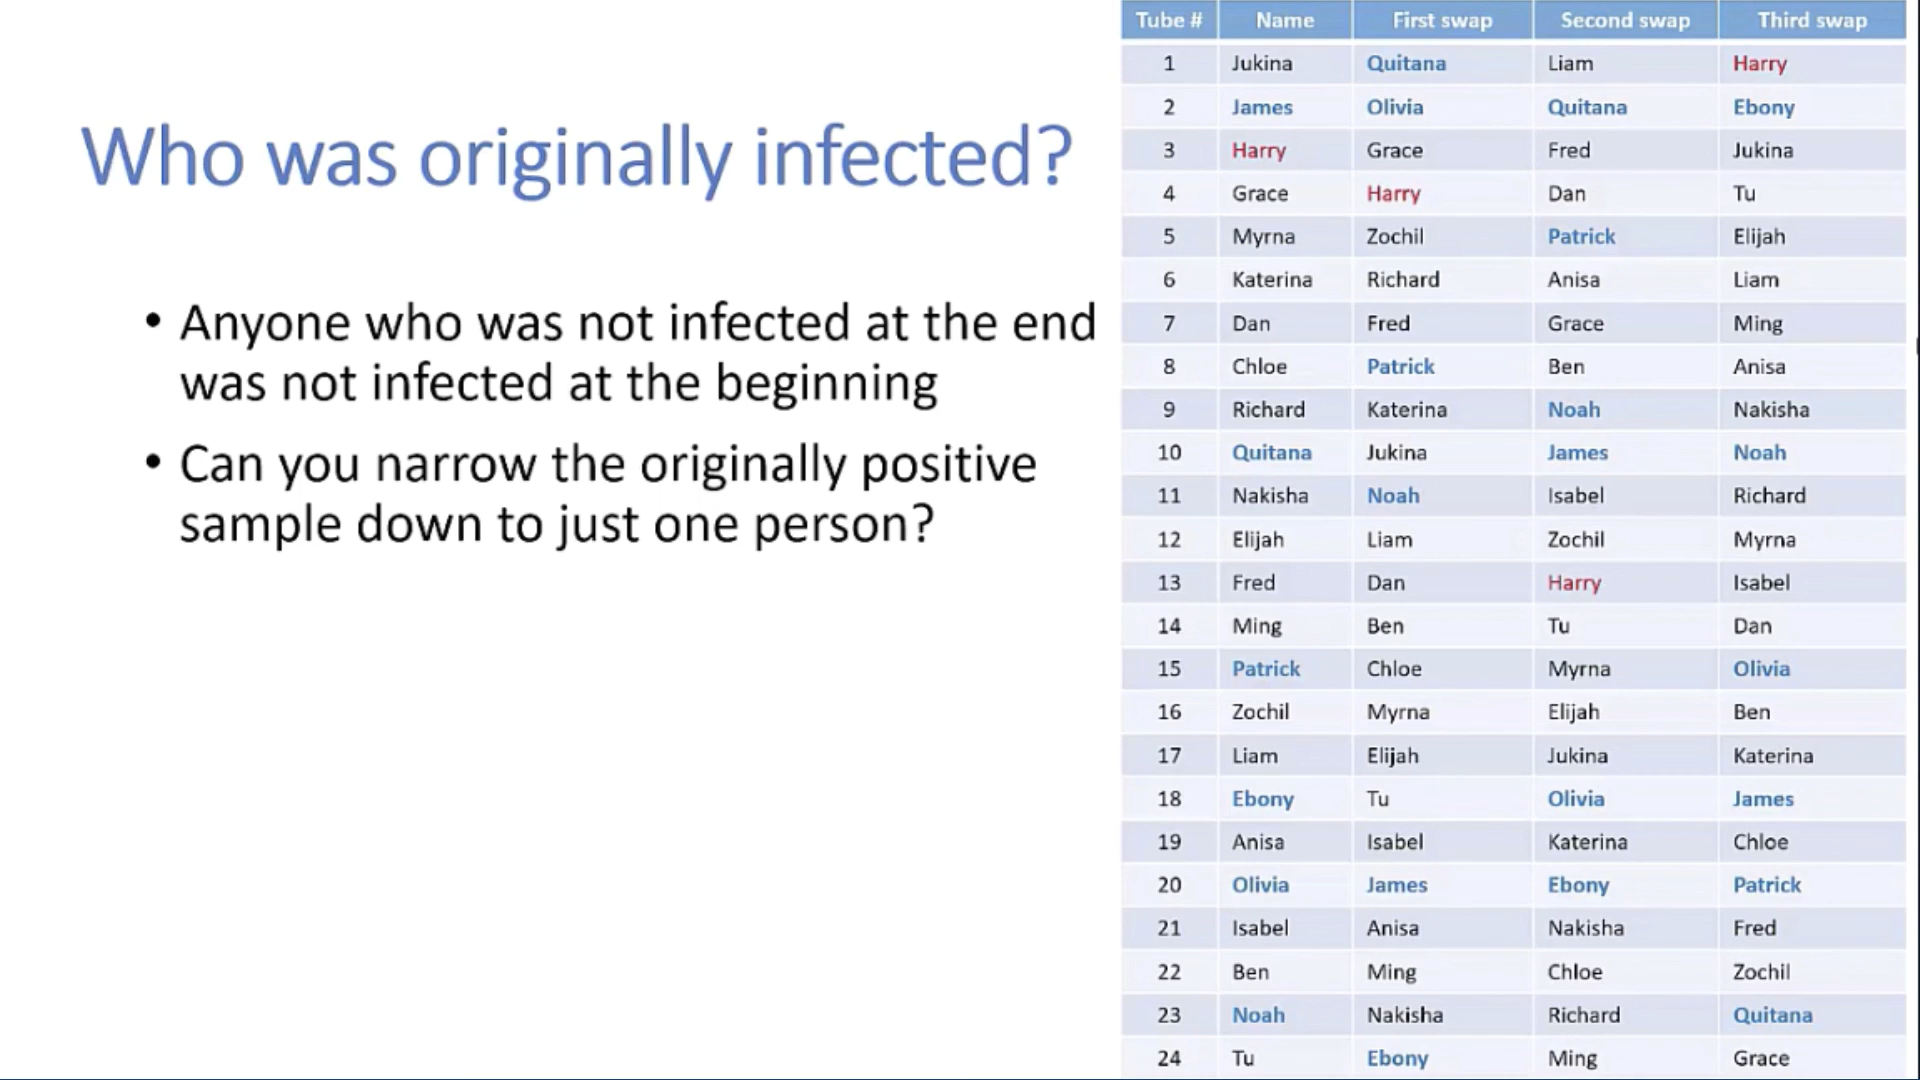 Who was originally infected?
• Anyone who was not infected at the end
was not infected at the beginning
• Can you narrow the originally positive
sample down to just one person?
Tube # Name First swap Second swap Third swap
1 Jukina Quitana Liam Harry
2 James Olivia Quitana Ebony
3 Harry Grace Fred Jukina
4 Grace Harry Dan Tu
5 Myrna Zochil Patrick Elijah
6 Katerina Richard Anisa Liam
7 Dan Fred Grace Ming
8 Chloe Patrick Ben Anisa
9 Richard Katerina Noah Nakisha
10 Quitana Jukina James Noah
11 Nakisha Noah Isabel Richard
12 Elijah Liam Zochil Myrna
13 Fred Dan Harry Isabel
14 Ming Ben Tu Dan
15 Patrick Chloe Myrna Olivia
16 Zochil Myrna Elijah Ben
17 Liam Elijah Jukina Katerina
18 Ebony Tu Olivia James
19 Anisa Isabel Katerina Chloe
20 Olivia James Ebony Patrick
21 Isabel Anisa Nakisha Fred
22 Ben Ming Chloe Zochil
23 Noah Nakisha Richard Quitana
24 Tu Ebony Ming Grace